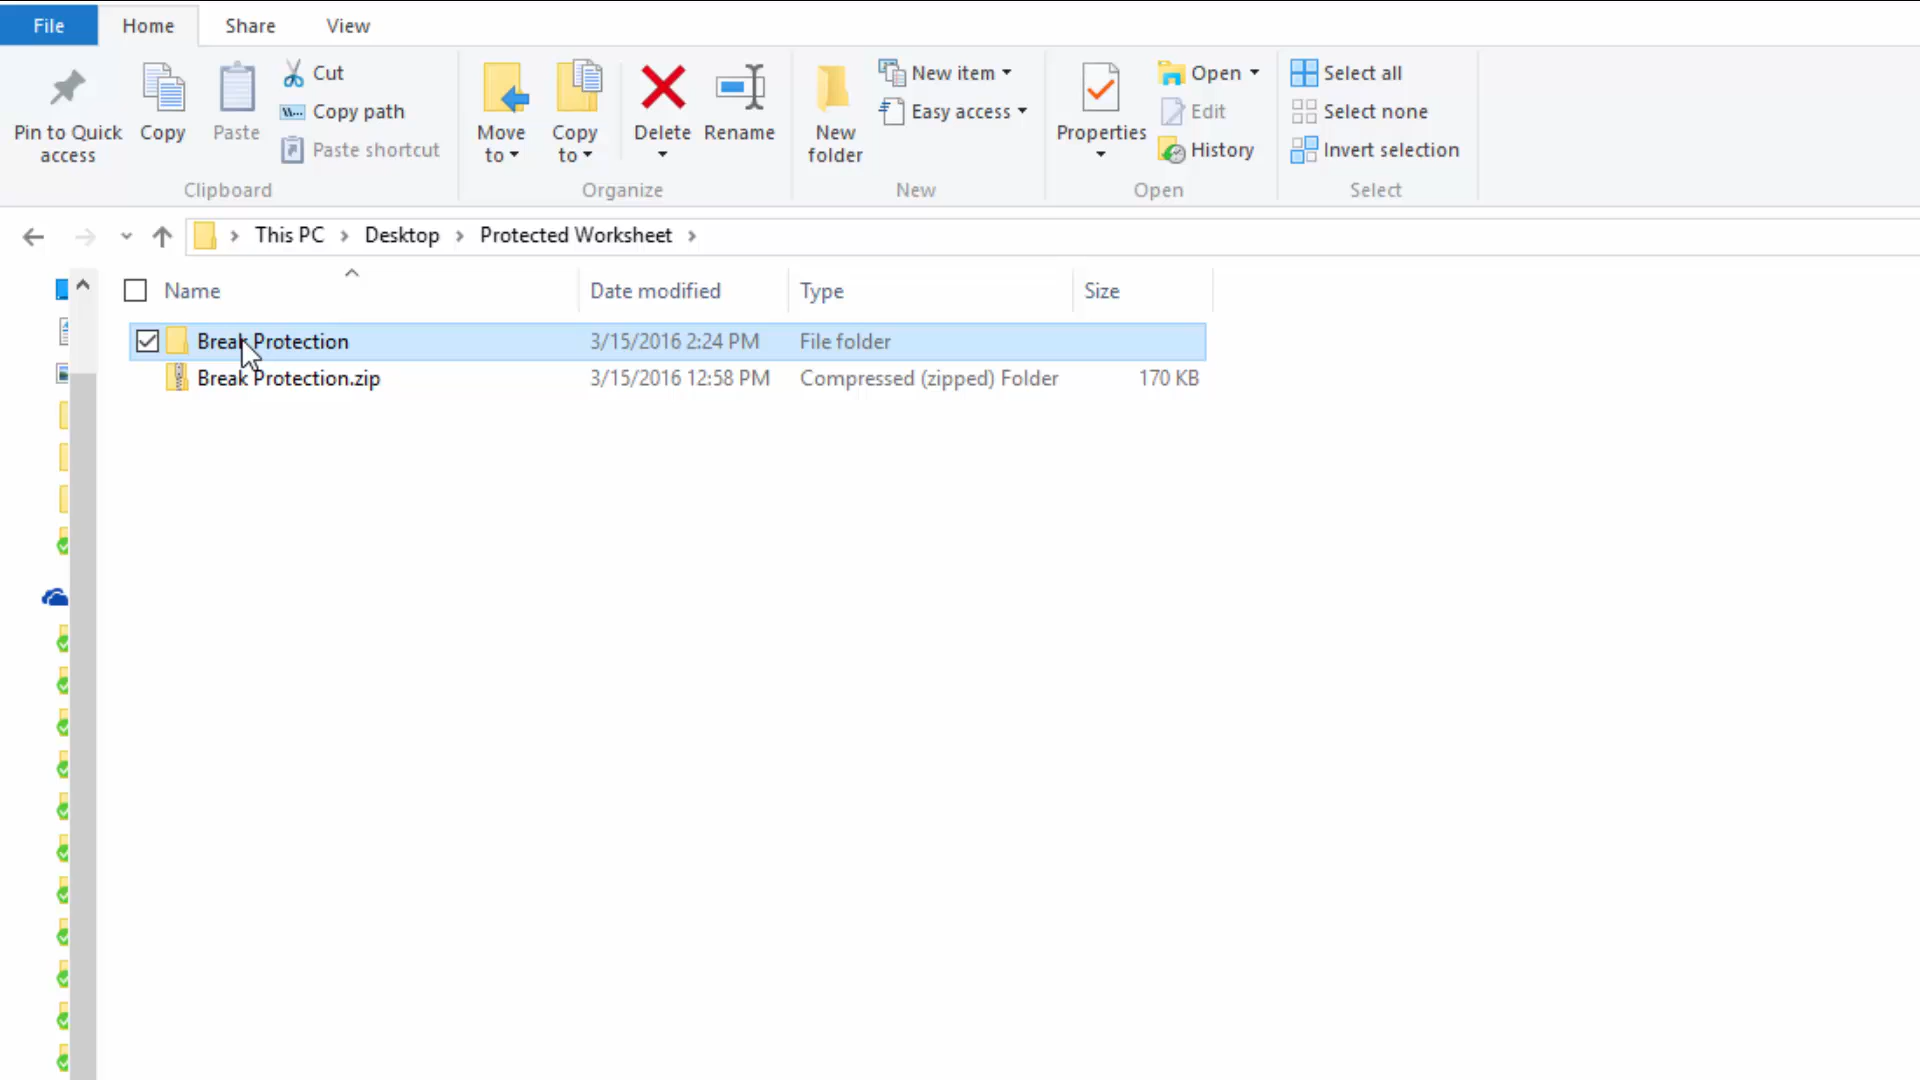 File Home Share View
Pin to Quick access
Copy
Paste
Cut
Copy path
Paste shortcut
Clipboard
Move to
Copy to
Delete
Rename
Organize
New folder
New item
Easy access
New
Properties
Open
Edit
History
Open
Select all
Select none
Invert selection
Select
This PC > Desktop > Protected Worksheet >
Name Date modified Type Size
Break Protection 3/15/2016 2:24 PM File folder
Break Protection.zip 3/15/2016 12:58 PM Compressed (zipped) Folder 170 KB